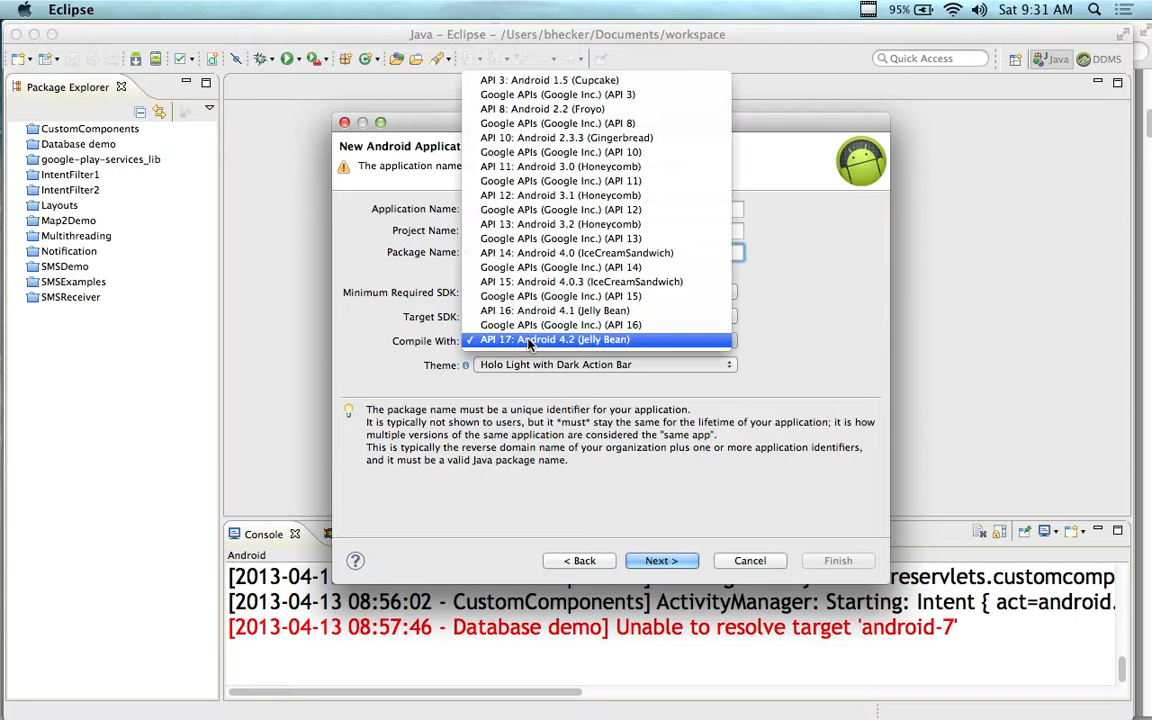 Eclipse
95%
Sat 9:31 AM
Java - Eclipse - /Users/bhecker/Documents/workspace
Quick Access
Java
DDMS
Package Explorer
CustomComponents
Database demo
google-play-services_lib
IntentFilter1
IntentFilter2
Layouts
Map2Demo
Multithreading
Notification
SMSDemo
SMSExamples
SMSReceiver
New Android Applicat
The application name
Application Name:
Project Name:
Package Name:
Minimum Required SDK:
Target SDK:
Compile With:
API 3: Android 1.5 (Cupcake)
Google APIs (Google Inc.) (API 3)
API 8: Android 2.2 (Froyo)
Google APIs (Google Inc.) (API 8)
API 10: Android 2.3.3 (Gingerbread)
Google APIs (Google Inc.) (API 10)
API 11: Android 3.0 (Honeycomb)
Google APIs (Google Inc.) (API 11)
API 12: Android 3.1 (Honeycomb)
Google APIs (Google Inc.) (API 12)
API 13: Android 3.2 (Honeycomb)
Google APIs (Google Inc.) (API 13)
API 14: Android 4.0 (IceCreamSandwich)
Google APIs (Google Inc.) (API 14)
API 15: Android 4.0.3 (IceCreamSandwich)
Google APIs (Google Inc.) (API 15)
API 16: Android 4.1 (Jelly Bean)
Google APIs (Google Inc.) (API 16)
✓ API 17: Android 4.2 (Jelly Bean)
Theme: Holo Light with Dark Action Bar
The package name must be a unique identifier for your application.
It is typically not shown to users, but it *must* stay the same for the lifetime of your application; it is how
multiple versions of the same application are considered the "same app".
This is typically the reverse domain name of your organization plus one or more application identifiers,
and it must be a valid Java package name.
< Back
Next >
Cancel
Finish
Console
Android
[2013-04-13 reservlets.customcomp
[2013-04-13 08:56:02 - CustomComponents] ActivityManager: Starting: Intent { act=android.
[2013-04-13 08:57:46 - Database demo] Unable to resolve target 'android-7'